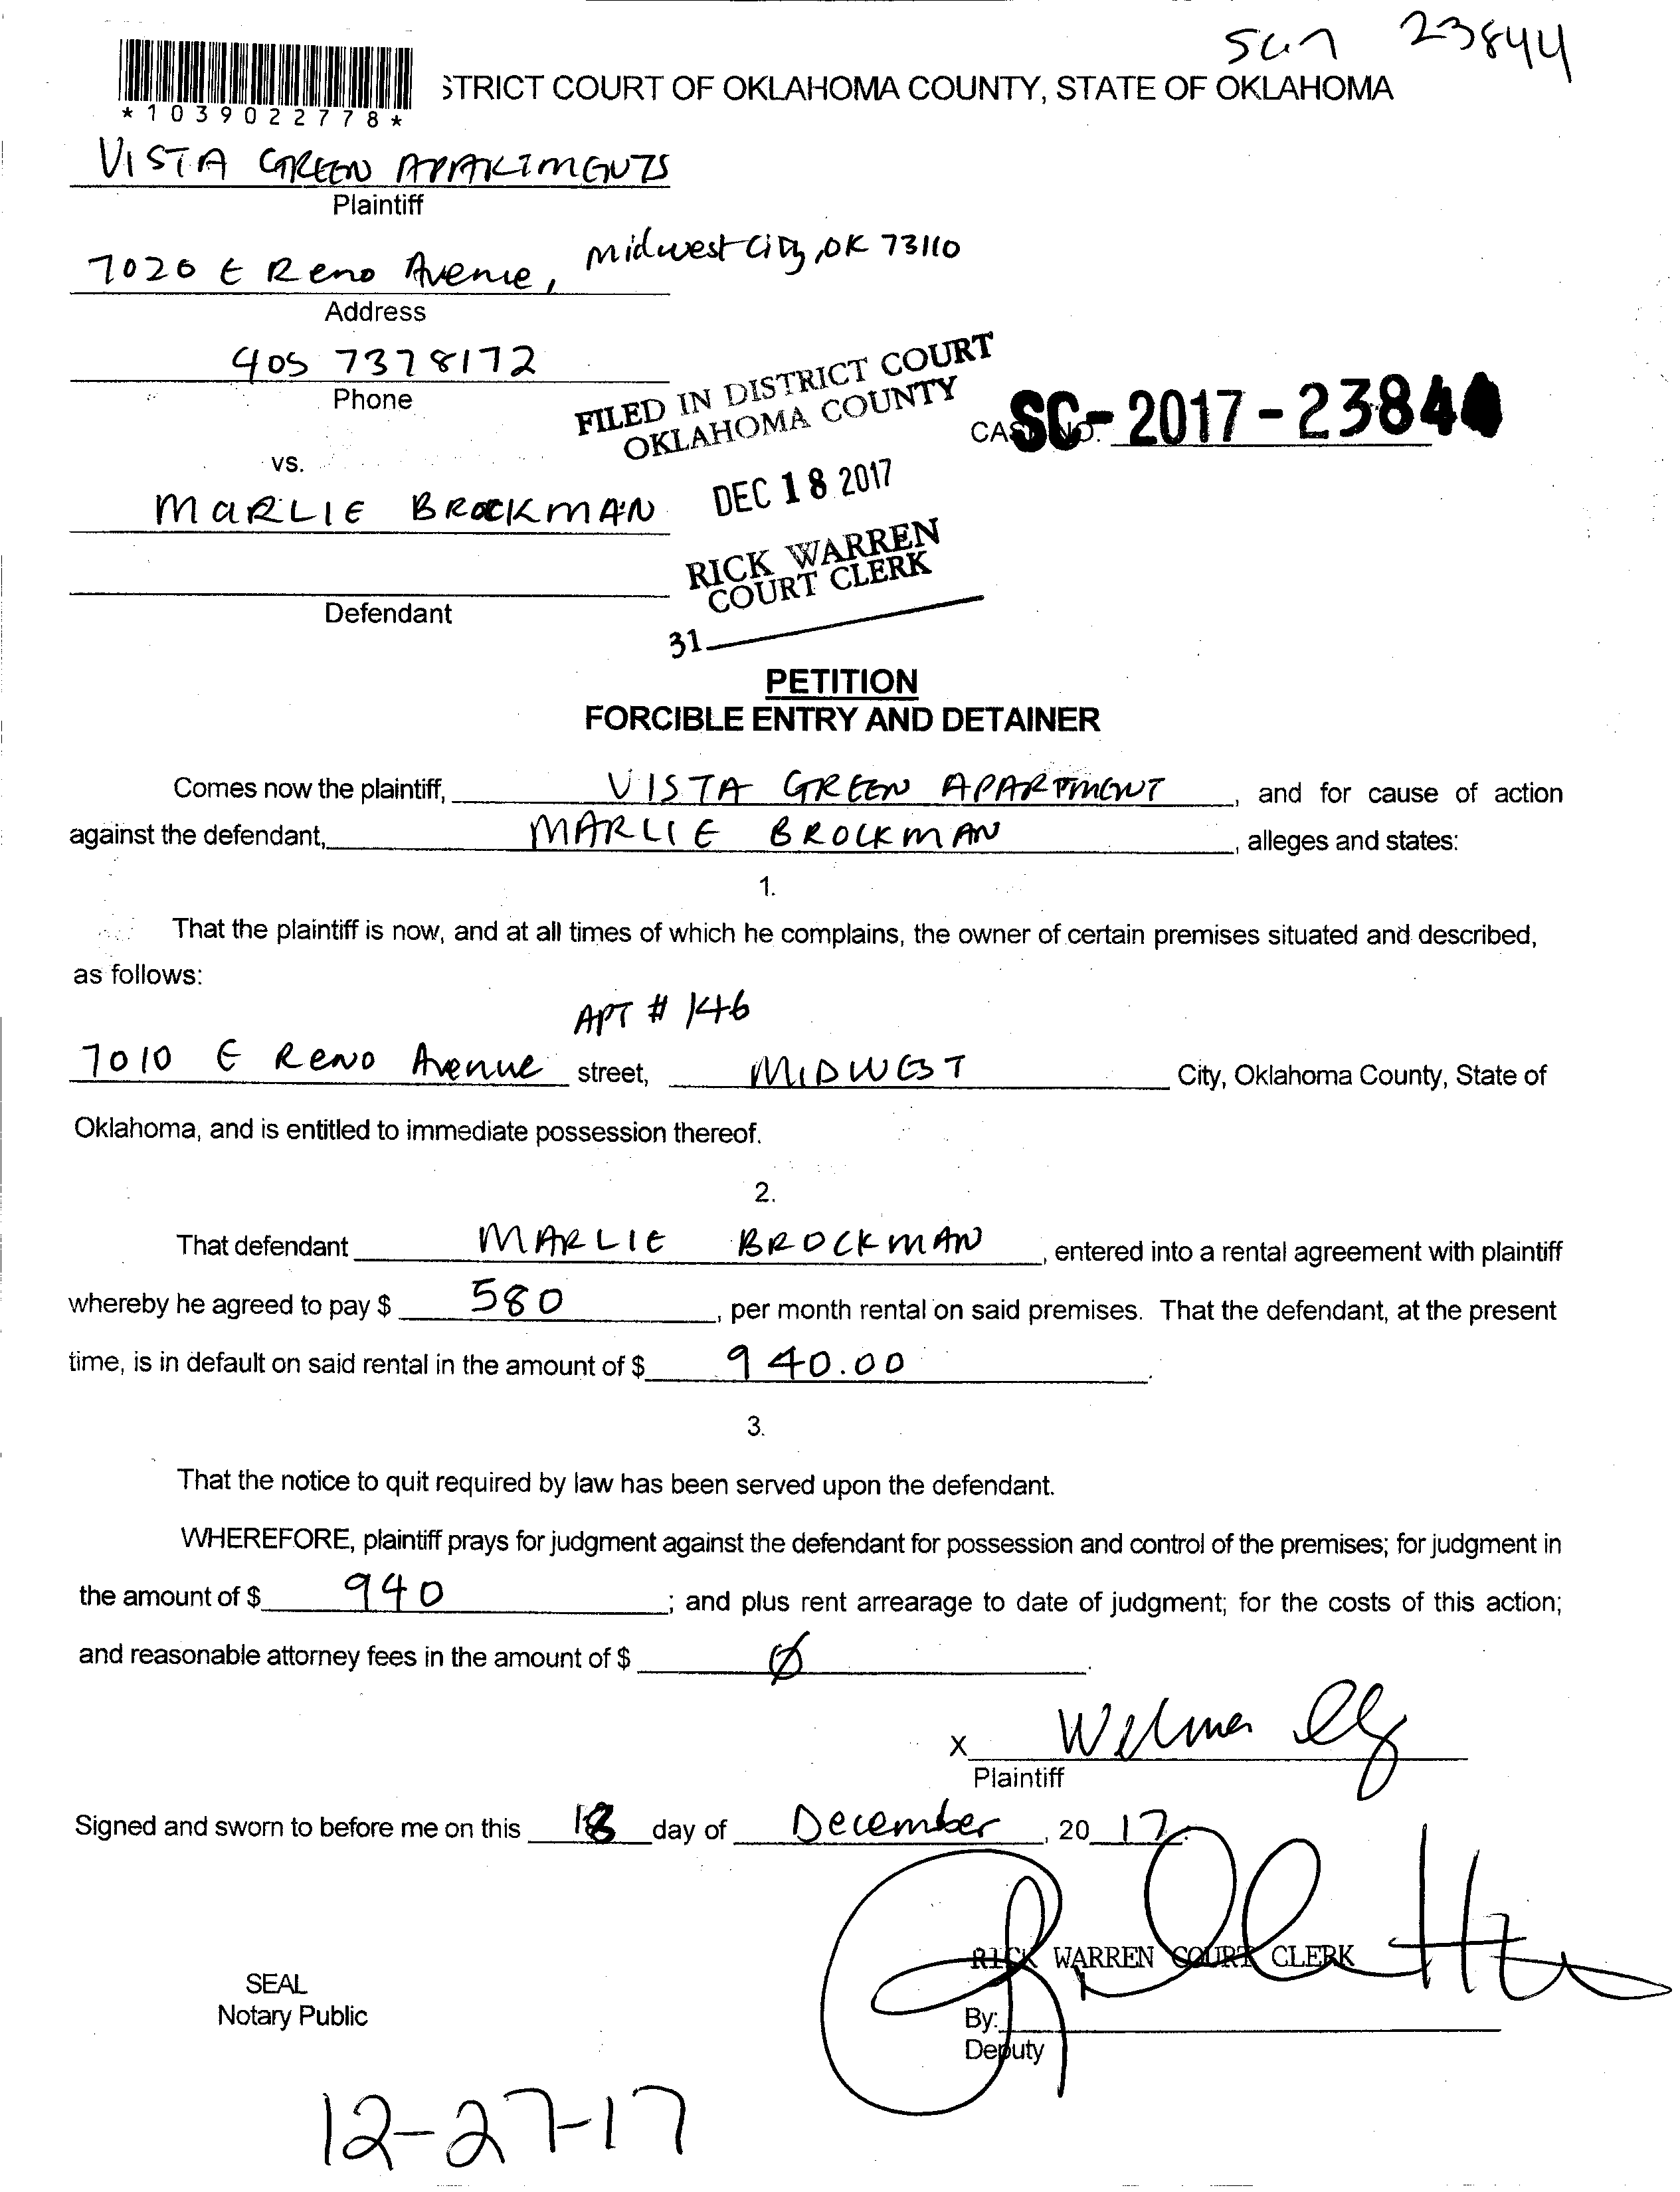 SC17 23844
STRICT COURT OF OKLAHOMA COUNTY, STATE OF OKLAHOMA
*1039022778*
VISTA GREEN APARTMENTS
Plaintiff
7020 E Reno Avenue, Midwest City, OK 73110
Address
405 7378172
Phone
FILED IN DISTRICT COURT
OKLAHOMA COUNTY
CASE NO. SC-2017-23844
vs.
MARLIE BROCKMAN
DEC 18 2017
RICK WARREN
COURT CLERK
Defendant
31
PETITION
FORCIBLE ENTRY AND DETAINER
Comes now the plaintiff, VISTA GREEN APARTMENT, and for cause of action
against the defendant, MARLIE BROCKMAN, alleges and states:
1.
That the plaintiff is now, and at all times of which he complains, the owner of certain premises situated and described,
as follows:
APT # 146
7010 E Reno Avenue street, MIDWEST City, Oklahoma County, State of
Oklahoma, and is entitled to immediate possession thereof.
2.
That defendant MARLIE BROCKMAN, entered into a rental agreement with plaintiff
whereby he agreed to pay $ 580, per month rental on said premises. That the defendant, at the present
time, is in default on said rental in the amount of $ 940.00.
3.
That the notice to quit required by law has been served upon the defendant.
WHEREFORE, plaintiff prays for judgment against the defendant for possession and control of the premises; for judgment in
the amount of $ 940; and plus rent arrearage to date of judgment; for the costs of this action;
and reasonable attorney fees in the amount of $ Ø.
X Wilma
Plaintiff
Signed and sworn to before me on this 18 day of December, 2017.
RICK WARREN COURT CLERK
SEAL
Notary Public
By:
Deputy
12-27-17